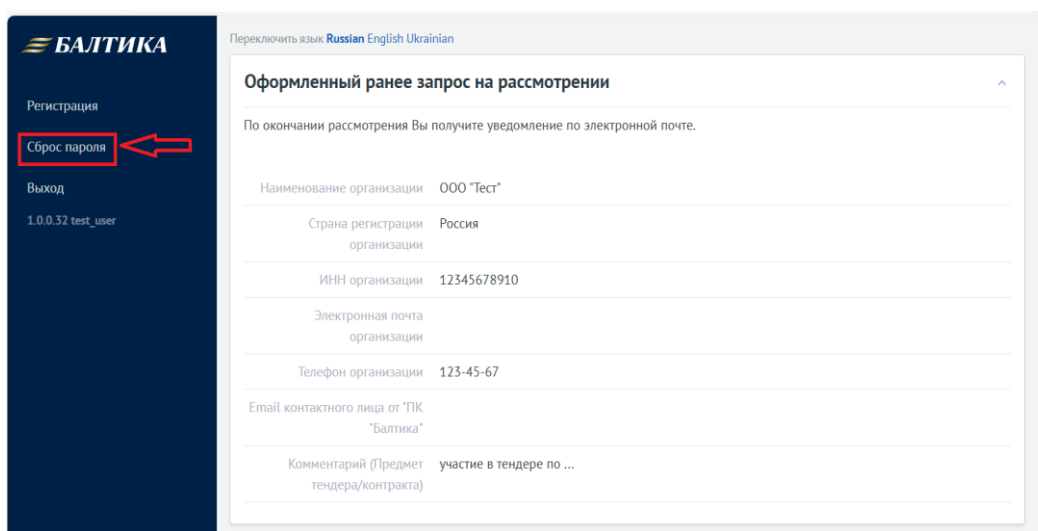 БАЛТИКА
Регистрация
Сброс пароля
Выход
1.0.0.32 test_user
Переключить язык Russian English Ukrainian
Оформленный ранее запрос на рассмотрении
По окончании рассмотрения Вы получите уведомление по электронной почте.
Наименование организации ООО "Тест"
Страна регистрации Россия
организации
ИНН организации 12345678910
Электронная почта
организации
Телефон организации 123-45-67
Email контактного лица от "ПК
"Балтика"
Комментарий (Предмет участие в тендере по ...
тендера/контракта)